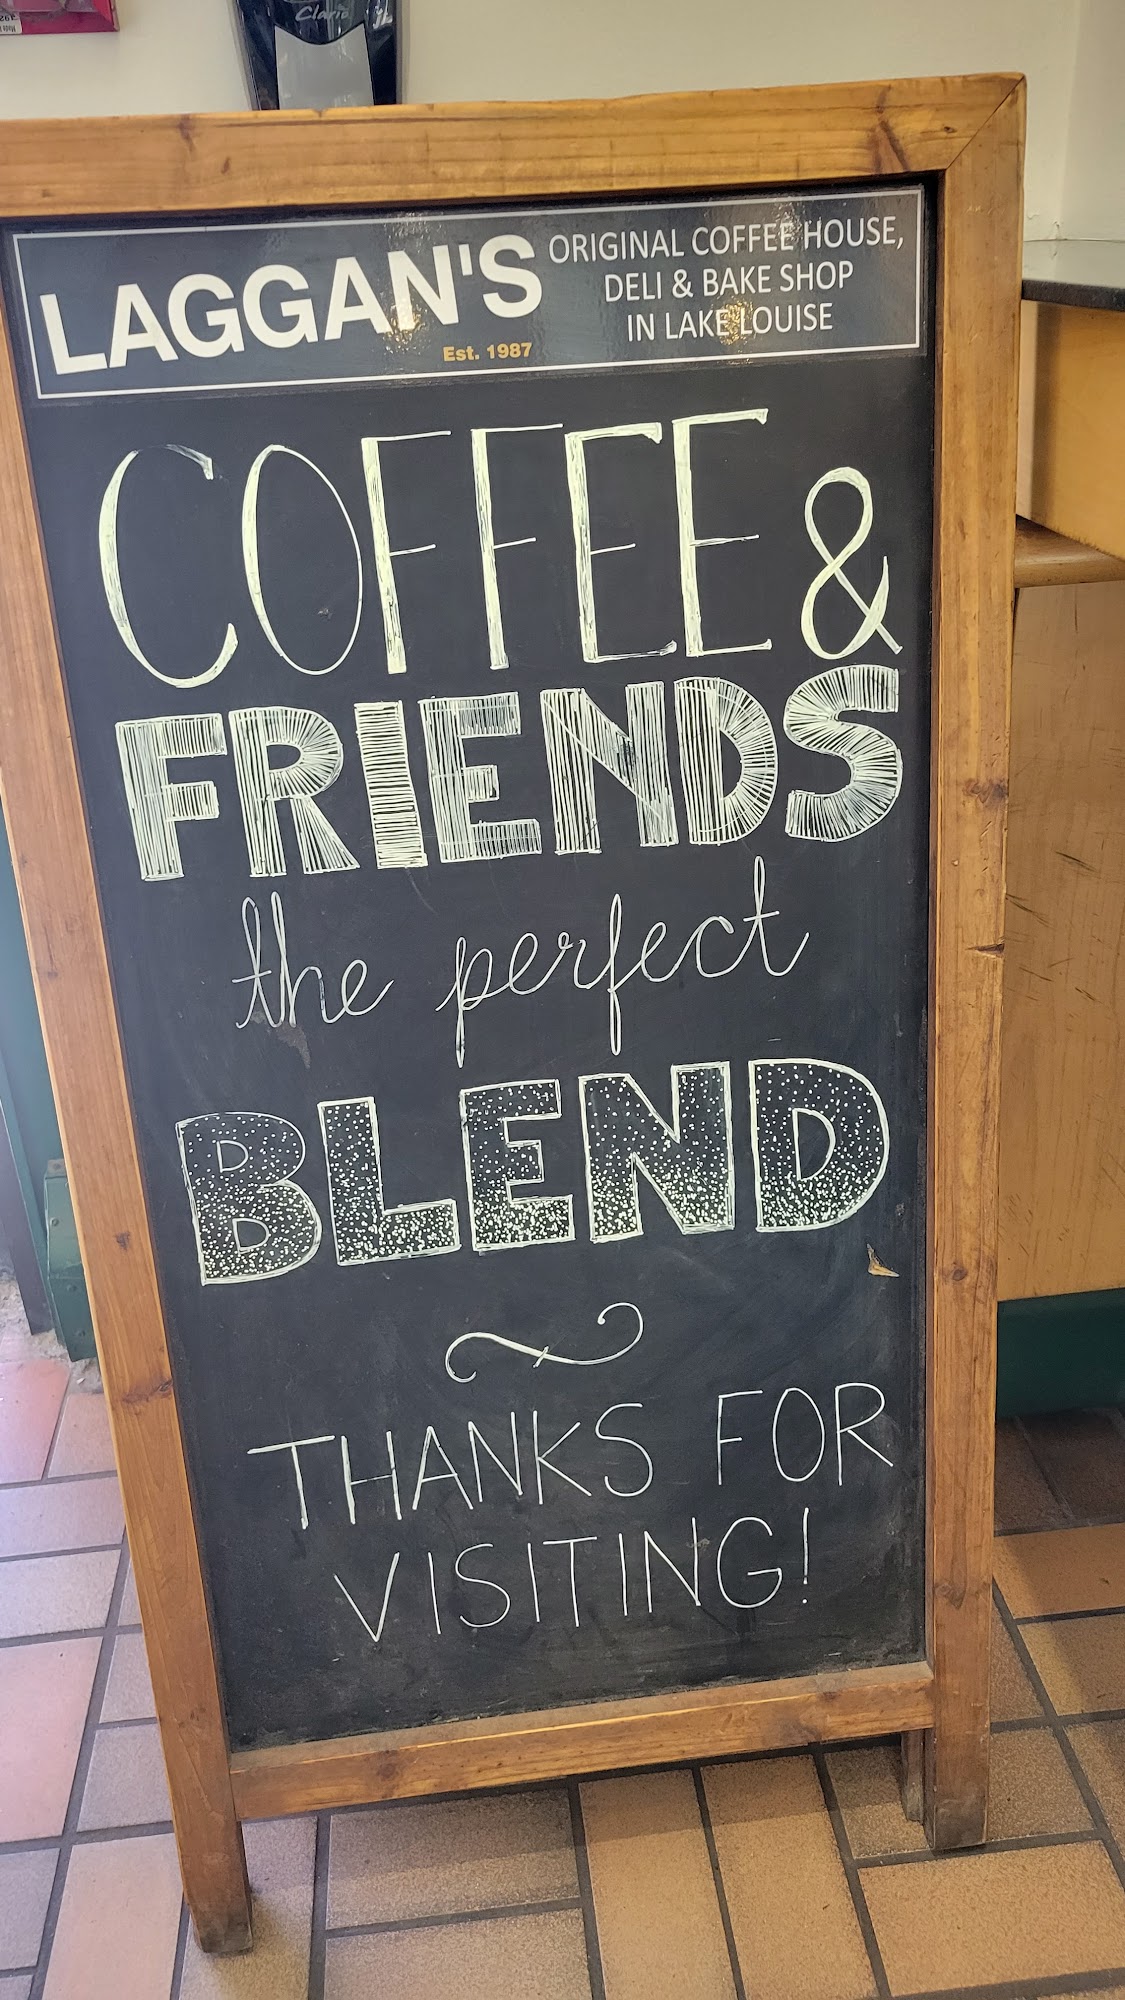 Clario
LAGGAN'S
Est. 1987
ORIGINAL COFFEE HOUSE,
DELI & BAKE SHOP
IN LAKE LOUISE
COFFEE &
FRIENDS
the perfect
BLEND
THANKS FOR
VISITING!